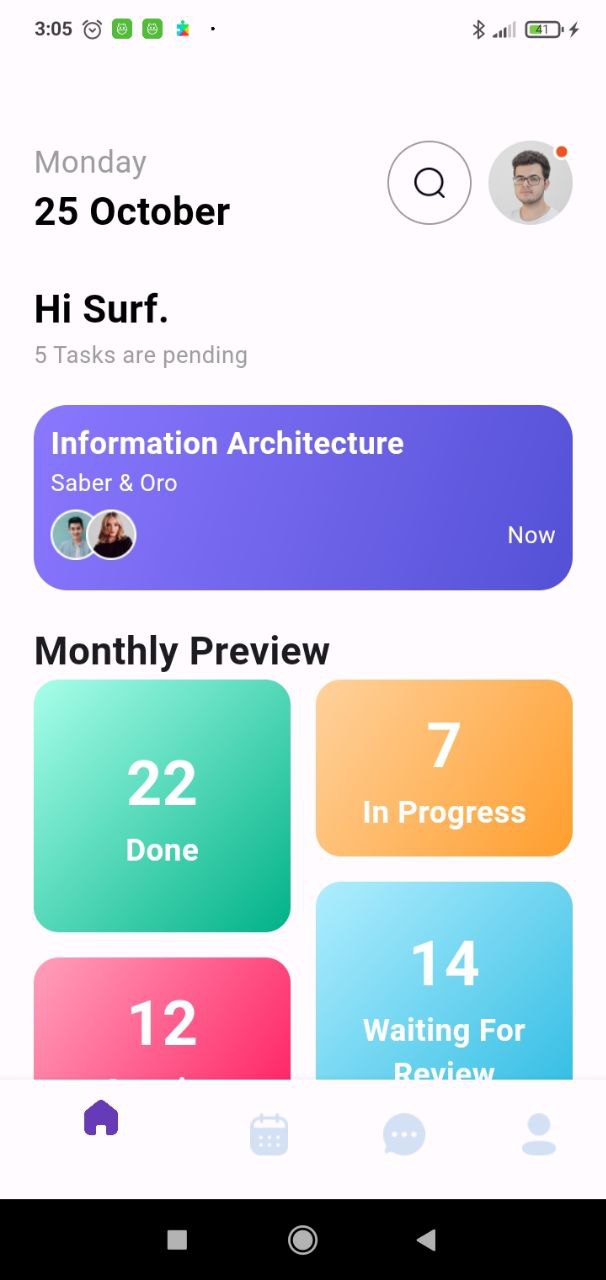 3:05
41
Monday
25 October
Hi Surf.
5 Tasks are pending
Information Architecture
Saber & Oro
Now
Monthly Preview
22
Done
7
In Progress
12
14
Waiting For
Review